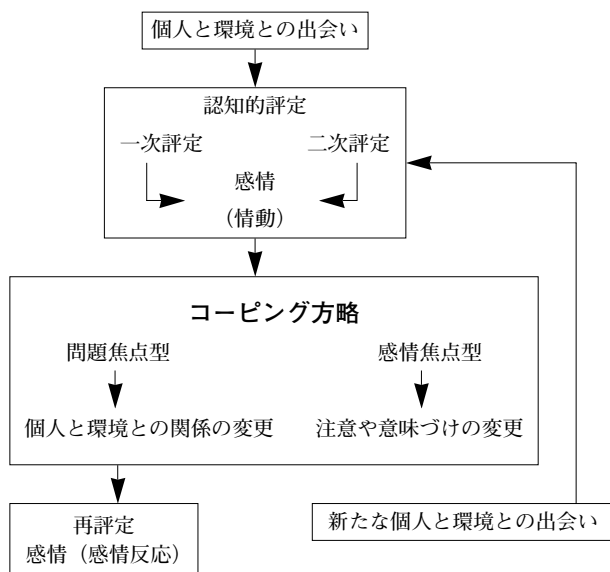 個人と環境との出会い
認知的評定
一次評定 二次評定
感情
（情動）
コーピング方略
問題焦点型 感情焦点型
個人と環境との関係の変更 注意や意味づけの変更
再評定
感情（感情反応）
新たな個人と環境との出会い